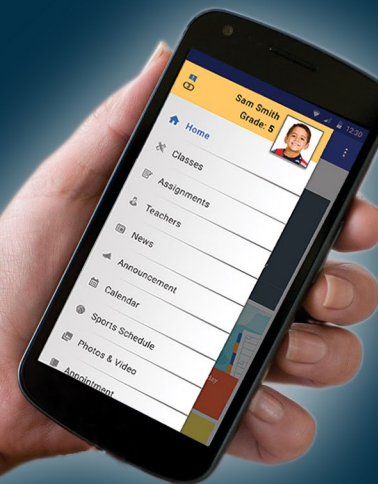 12:30
Sam Smith
Grade: 5
Home
Classes
Assignments
Teachers
News
Announcement
Calendar
Sports Schedule
Photos & Video
Appointment